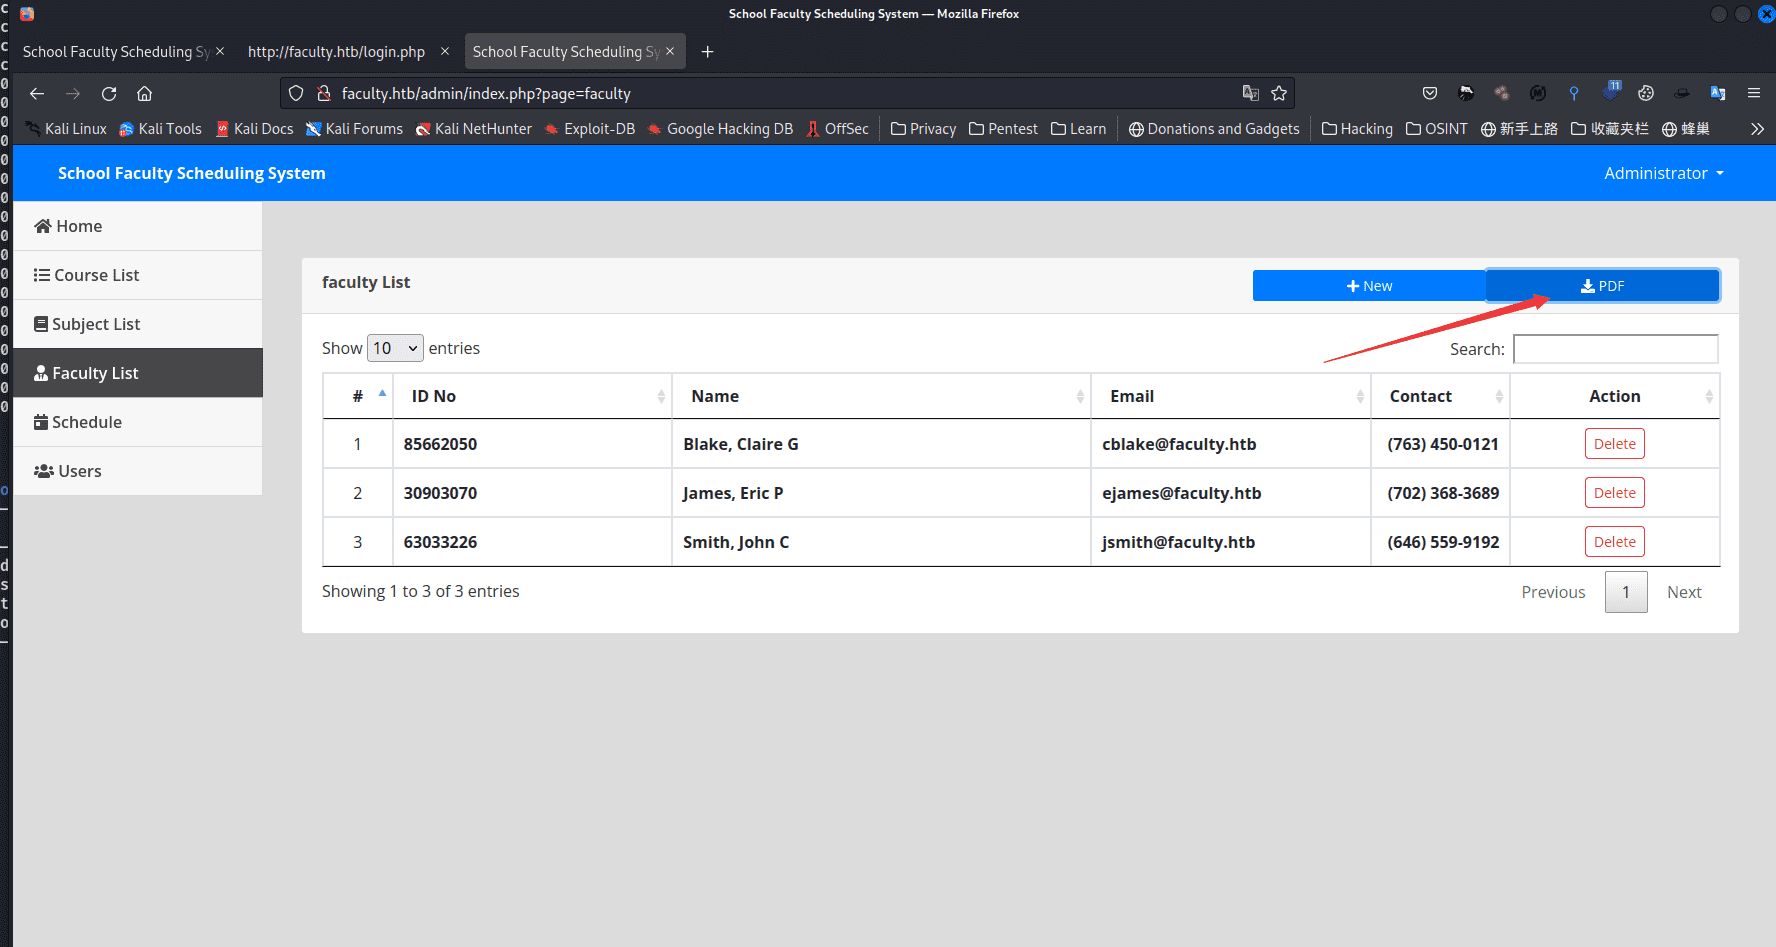 School Faculty Scheduling System — Mozilla Firefox
School Faculty Scheduling Sy
http://faculty.htb/login.php
School Faculty Scheduling Sy
faculty.htb/admin/index.php?page=faculty
11
Kali Linux Kali Tools Kali Docs Kali Forums Kali NetHunter Exploit-DB Google Hacking DB OffSec Privacy Pentest Learn Donations and Gadgets Hacking OSINT 新手上路 收藏夹栏 蜂巢
School Faculty Scheduling System
Administrator
Home
Course List
Subject List
Faculty List
Schedule
Users
faculty List
New
PDF
Show 10 entries
Search:
# ID No Name Email Contact Action
1 85662050 Blake, Claire G cblake@faculty.htb (763) 450-0121 Delete
2 30903070 James, Eric P ejames@faculty.htb (702) 368-3689 Delete
3 63033226 Smith, John C jsmith@faculty.htb (646) 559-9192 Delete
Showing 1 to 3 of 3 entries
Previous 1 Next